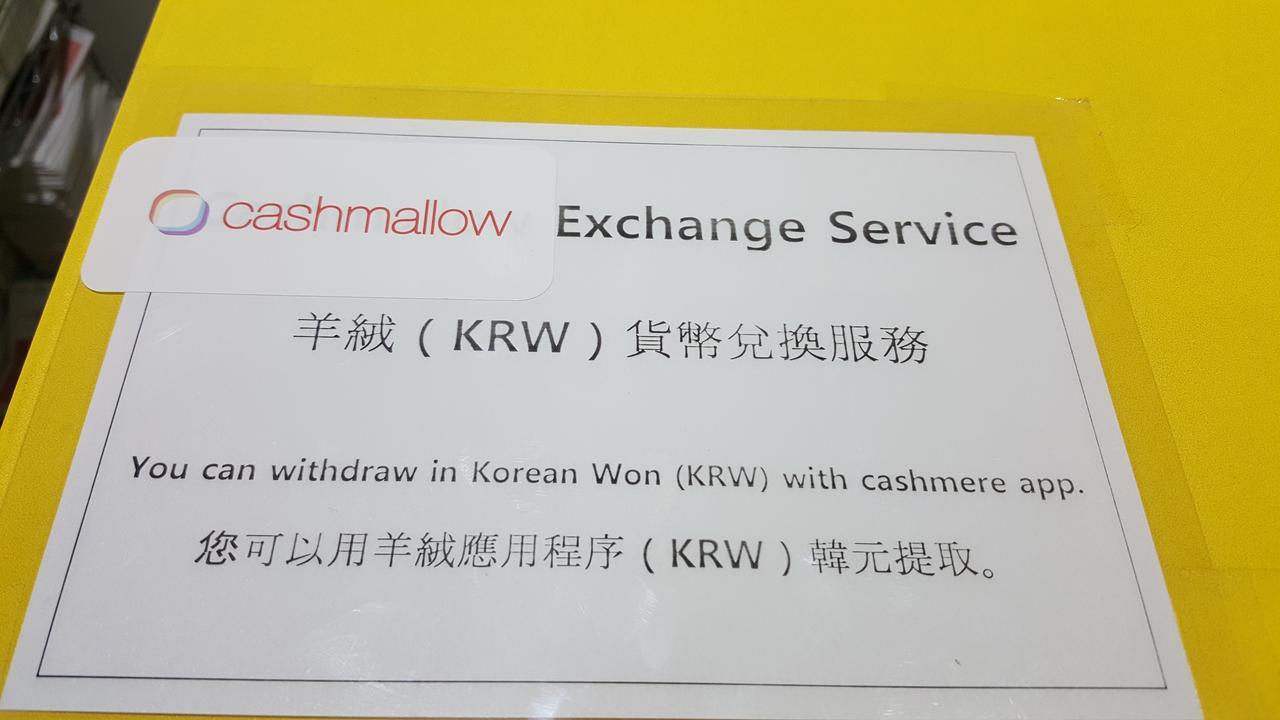 cashmallow Exchange Service
羊絨 ( KRW ) 貨幣兌換服務
You can withdraw in Korean Won (KRW) with cashmere app.
您可以用羊絨應用程序 ( KRW ) 韓元提取。